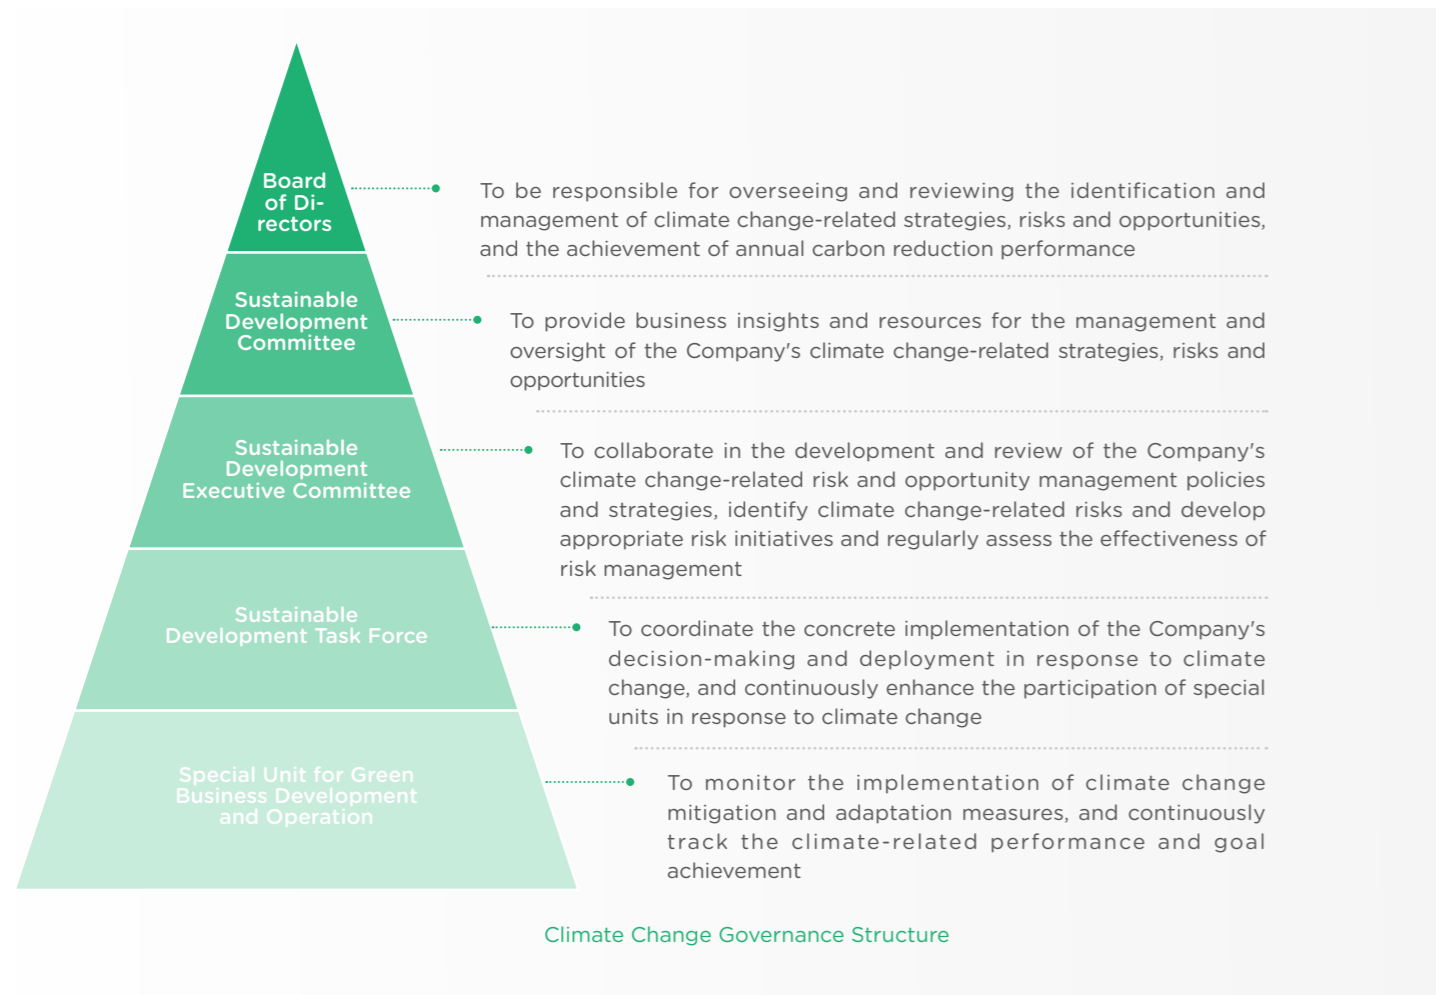 Board
of Di-
rectors
To be responsible for overseeing and reviewing the identification and
management of climate change-related strategies, risks and opportunities,
and the achievement of annual carbon reduction performance
Sustainable
Development
Committee
To provide business insights and resources for the management and
oversight of the Company's climate change-related strategies, risks and
opportunities
Sustainable
Development
Executive Committee
To collaborate in the development and review of the Company's
climate change-related risk and opportunity management policies
and strategies, identify climate change-related risks and develop
appropriate risk initiatives and regularly assess the effectiveness of
risk management
Sustainable
Development Task Force
To coordinate the concrete implementation of the Company's
decision-making and deployment in response to climate
change, and continuously enhance the participation of special
units in response to climate change
Special Unit for Green
Business Development
and Operation
To monitor the implementation of climate change
mitigation and adaptation measures, and continuously
track the climate-related performance and goal
achievement
Climate Change Governance Structure